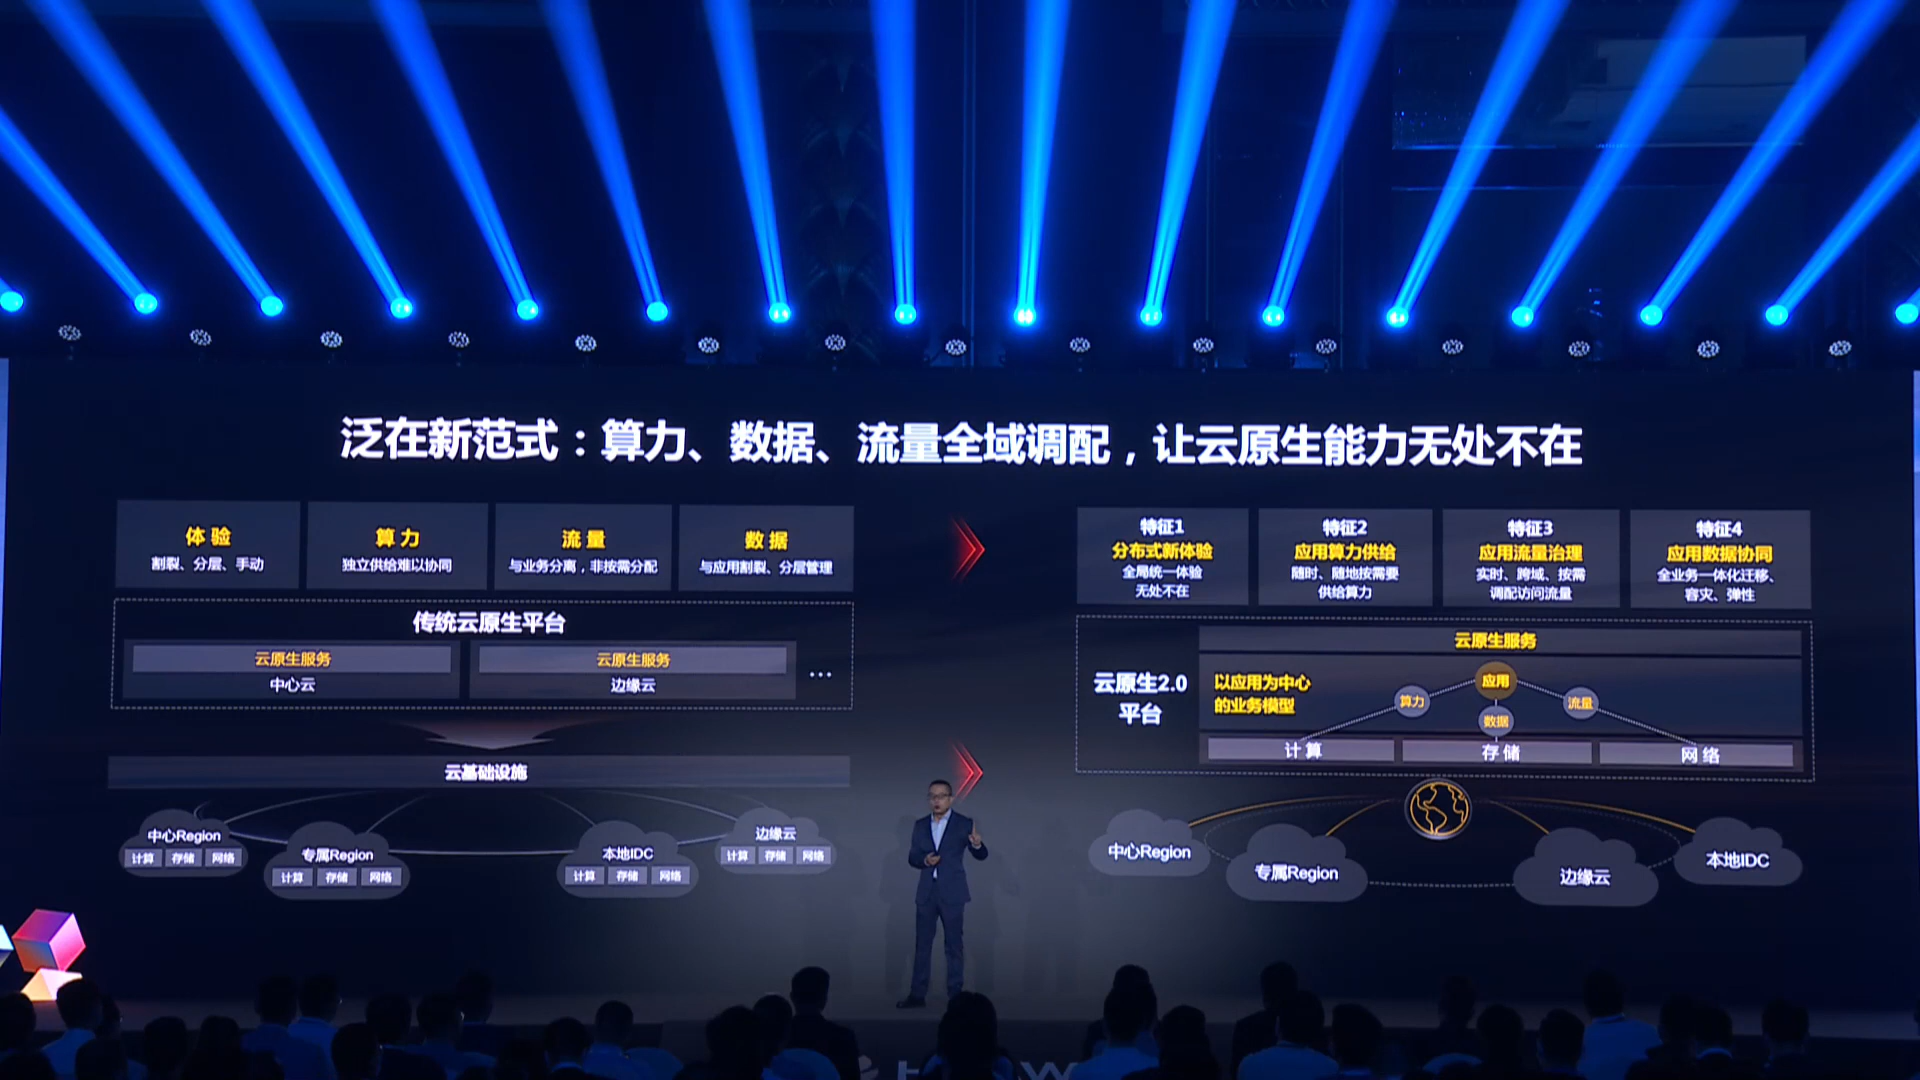 泛在新范式：算力、数据、流量全域调配，让云原生能力无处不在
体验
割裂、分层、手动
算力
独立供给难以协同
流量
与业务分离，非按需分配
数据
与应用割裂、分层管理
传统云原生平台
云原生服务
中心云
云原生服务
边缘云
...
云基础设施
中心Region
计算 存储 网络
专属Region
计算 存储 网络
本地IDC
计算 存储 网络
边缘云
计算 存储 网络
特征1
分布式新体验
全局统一体验
无处不在
特征2
应用算力供给
随时、随地按需要
供给算力
特征3
应用流量治理
实时、跨域、按需
调配访问流量
特征4
应用数据协同
全业务一体化迁移、
容灾、弹性
云原生2.0
平台
云原生服务
以应用为中心
的业务模型
应用
算力
数据
流量
计算
存储
网络
中心Region
专属Region
边缘云
本地IDC